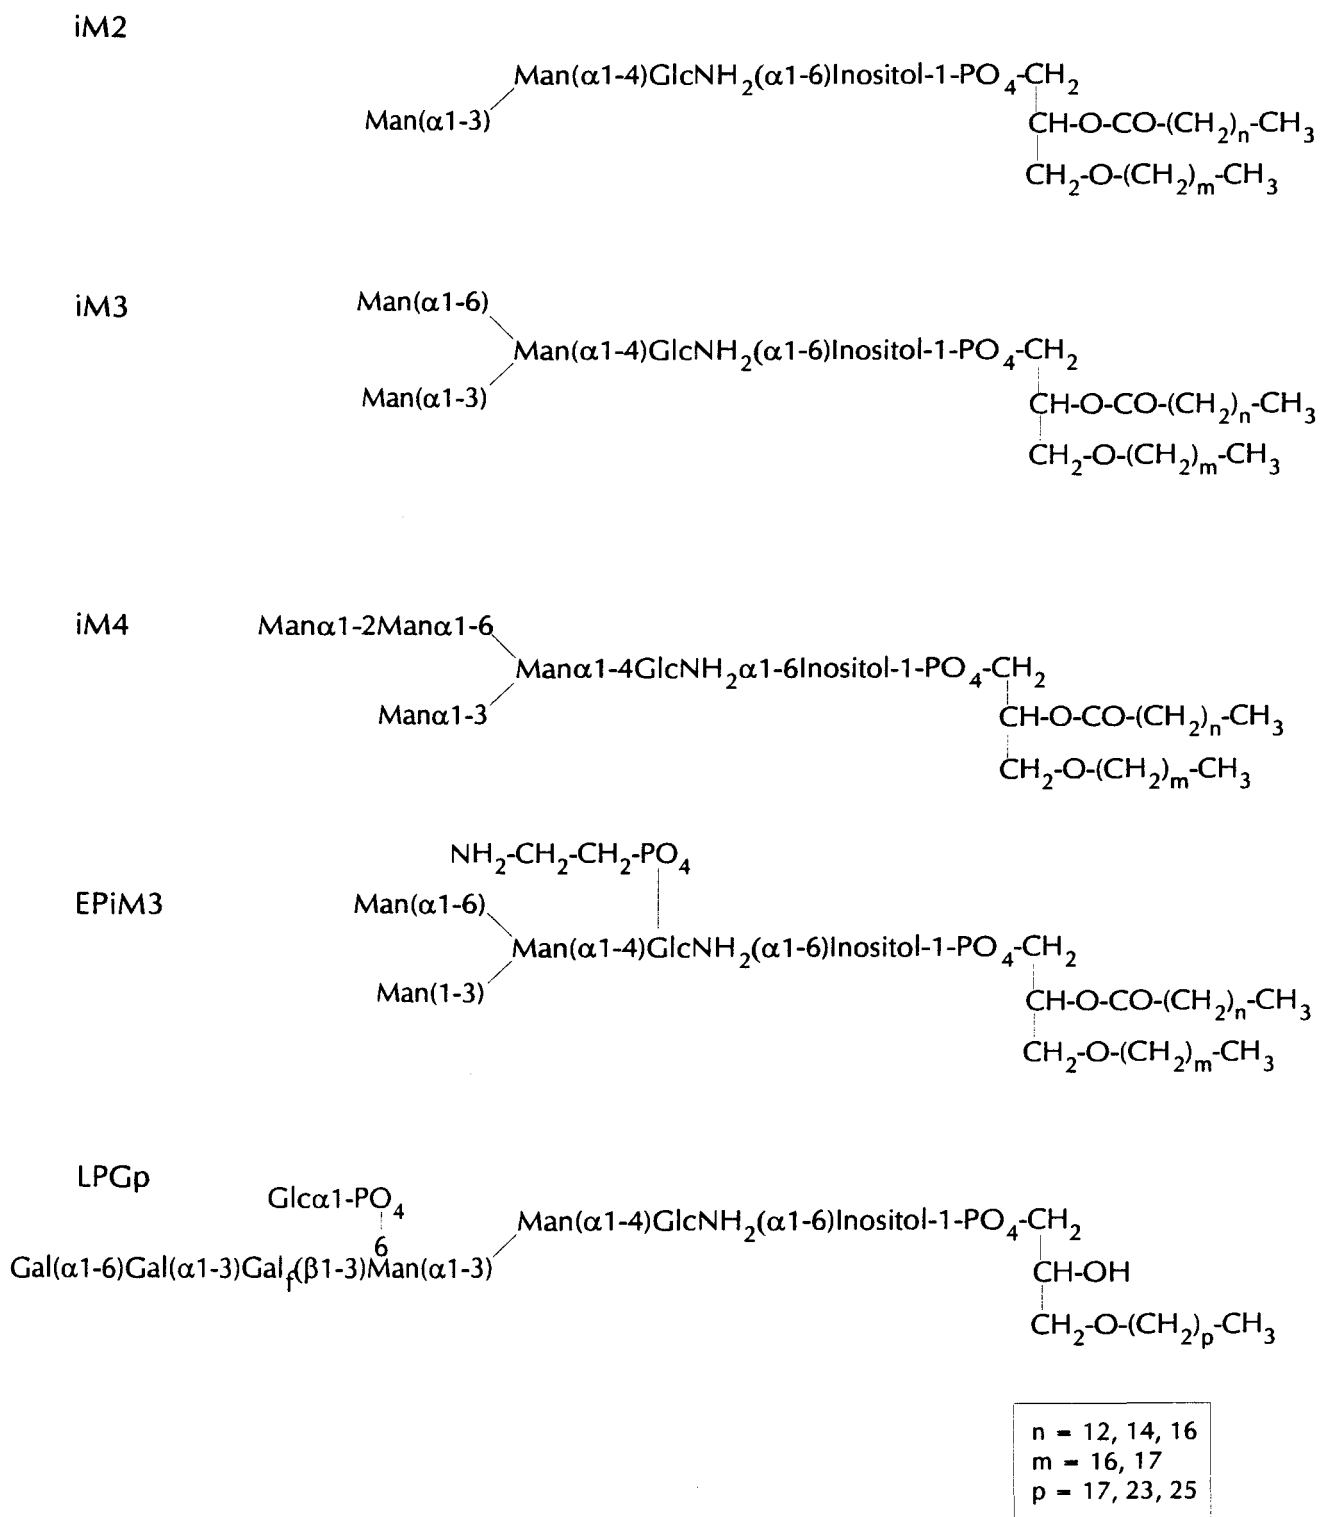 iM2
Man(α1-4)GlcNH2(α1-6)Inositol-1-PO4-CH2
Man(α1-3)
CH-O-CO-(CH2)n-CH3
CH2-O-(CH2)m-CH3
iM3
Man(α1-6)
Man(α1-4)GlcNH2(α1-6)Inositol-1-PO4-CH2
Man(α1-3)
CH-O-CO-(CH2)n-CH3
CH2-O-(CH2)m-CH3
iM4
Manα1-2Manα1-6
Manα1-4GlcNH2α1-6Inositol-1-PO4-CH2
Manα1-3
CH-O-CO-(CH2)n-CH3
CH2-O-(CH2)m-CH3
NH2-CH2-CH2-PO4
EPiM3
Man(α1-6)
Man(α1-4)GlcNH2(α1-6)Inositol-1-PO4-CH2
Man(1-3)
CH-O-CO-(CH2)n-CH3
CH2-O-(CH2)m-CH3
LPGp
Glcα1-PO4
6
Man(α1-4)GlcNH2(α1-6)Inositol-1-PO4-CH2
Gal(α1-6)Gal(α1-3)Galf(β1-3)Man(α1-3)
CH-OH
CH2-O-(CH2)p-CH3
n = 12, 14, 16
m = 16, 17
p = 17, 23, 25